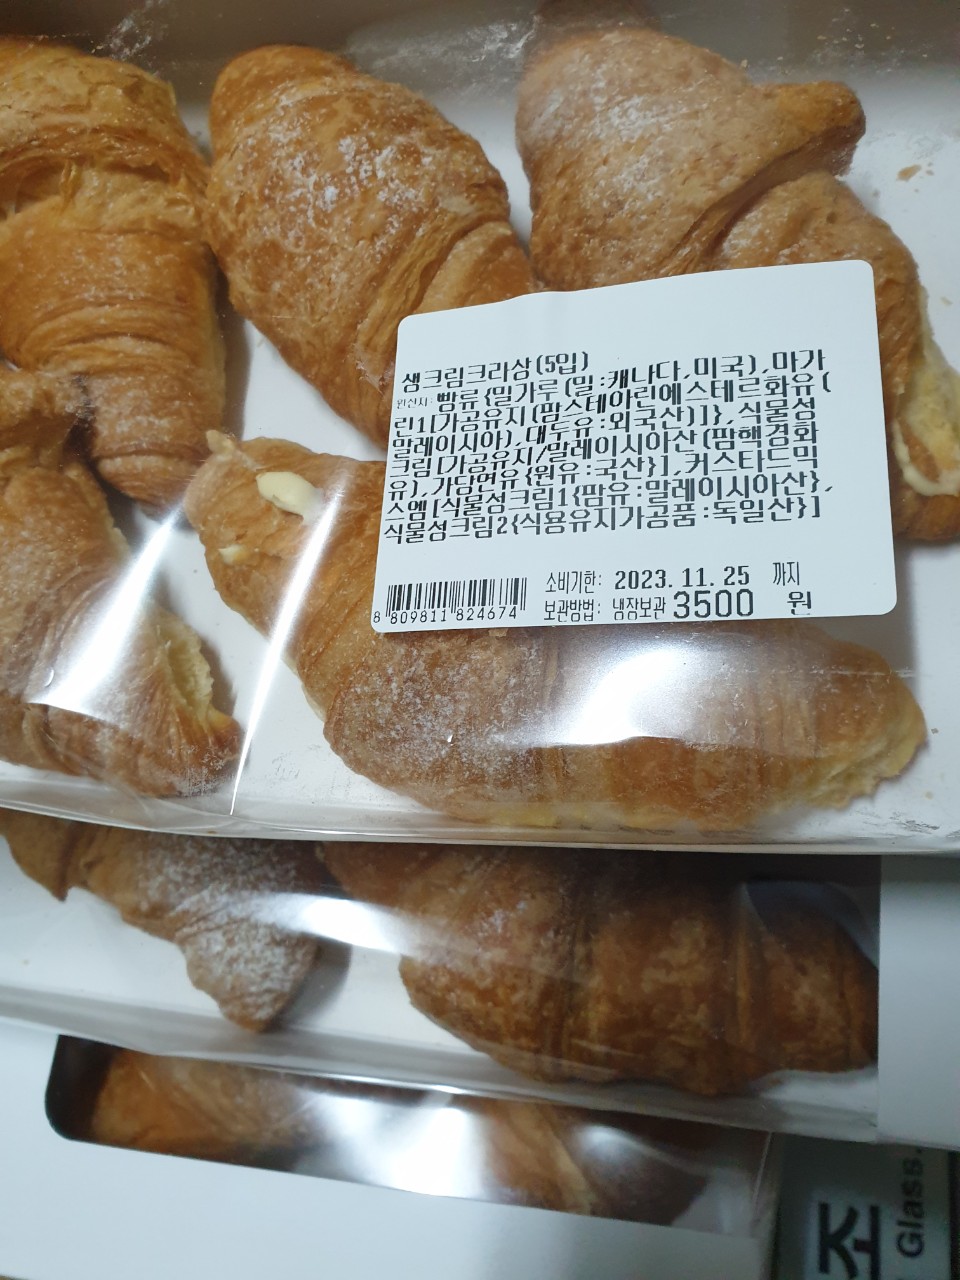 생크림크라상(5입)
원산지: 빵류{밀가루(밀:캐나다,미국),마가
린1[가공유지(팜스테아린에스테르화유(
말레이시아),대두유:외국산)]},식물성
크림[가공유지/말레이시아산(팜핵경화
유),가당연유{원유:국산}],커스타드믹
스엠[식물성크림1{팜유:말레이시아산},
식물성크림2{식용유지가공품:독일산}]
소비기한: 2023.11.25 까지
보관방법: 냉장보관 3500 원
8 809811 824674
조
Glass.